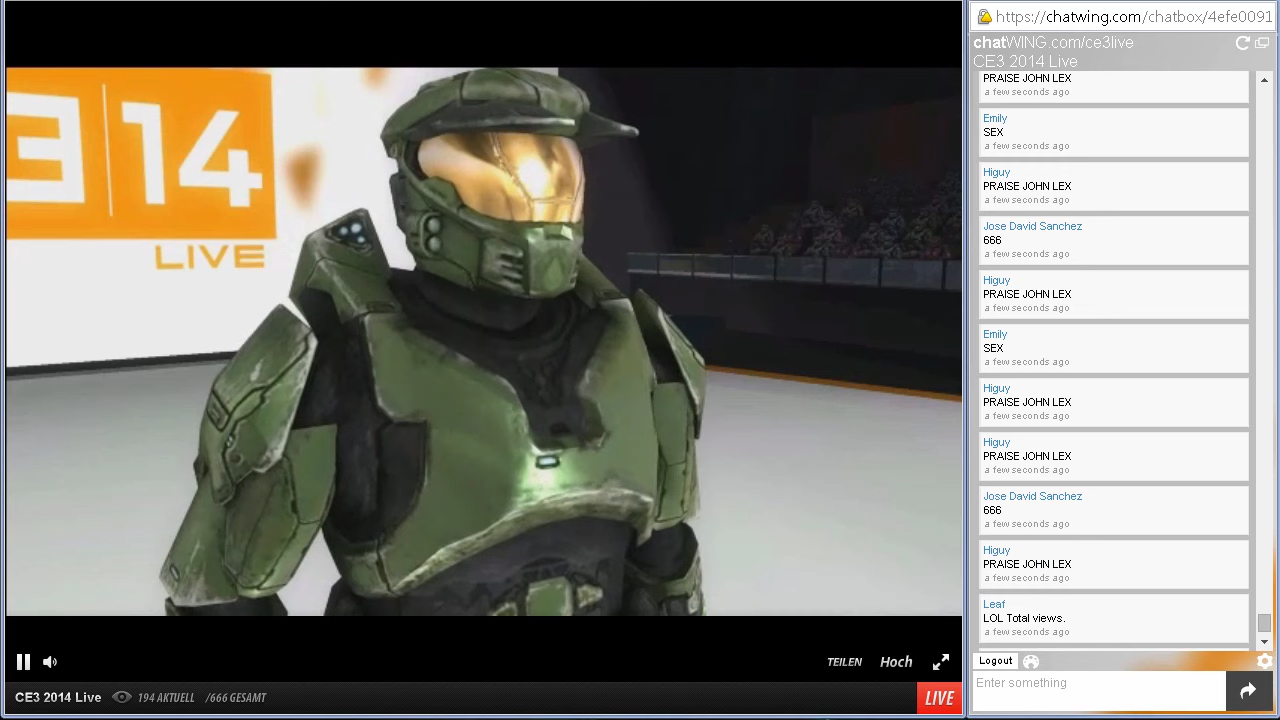 3|14
LIVE
TEILEN
Hoch
CE3 2014 Live
194 AKTUELL
/666 GESAMT
LIVE
https://chatwing.com/chatbox/4efe0091
chatWING.com/ce3live
CE3 2014 Live
PRAISE JOHN LEX
a few seconds ago
Emily
SEX
a few seconds ago
Higuy
PRAISE JOHN LEX
a few seconds ago
Jose David Sanchez
666
a few seconds ago
Higuy
PRAISE JOHN LEX
a few seconds ago
Emily
SEX
a few seconds ago
Higuy
PRAISE JOHN LEX
a few seconds ago
Higuy
PRAISE JOHN LEX
a few seconds ago
Jose David Sanchez
666
a few seconds ago
Higuy
PRAISE JOHN LEX
a few seconds ago
Leaf
LOL Total views.
a few seconds ago
Logout
Enter something